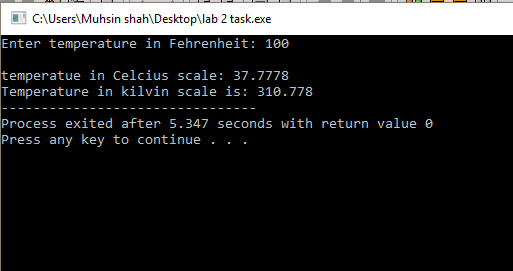 C:\Users\Muhsin shah\Desktop\lab 2 task.exe
Enter temperature in Fehrenheit: 100
temperatue in Celcius scale: 37.7778
Temperature in kilvin scale is: 310.778
--------------------------------
Process exited after 5.347 seconds with return value 0
Press any key to continue . . .